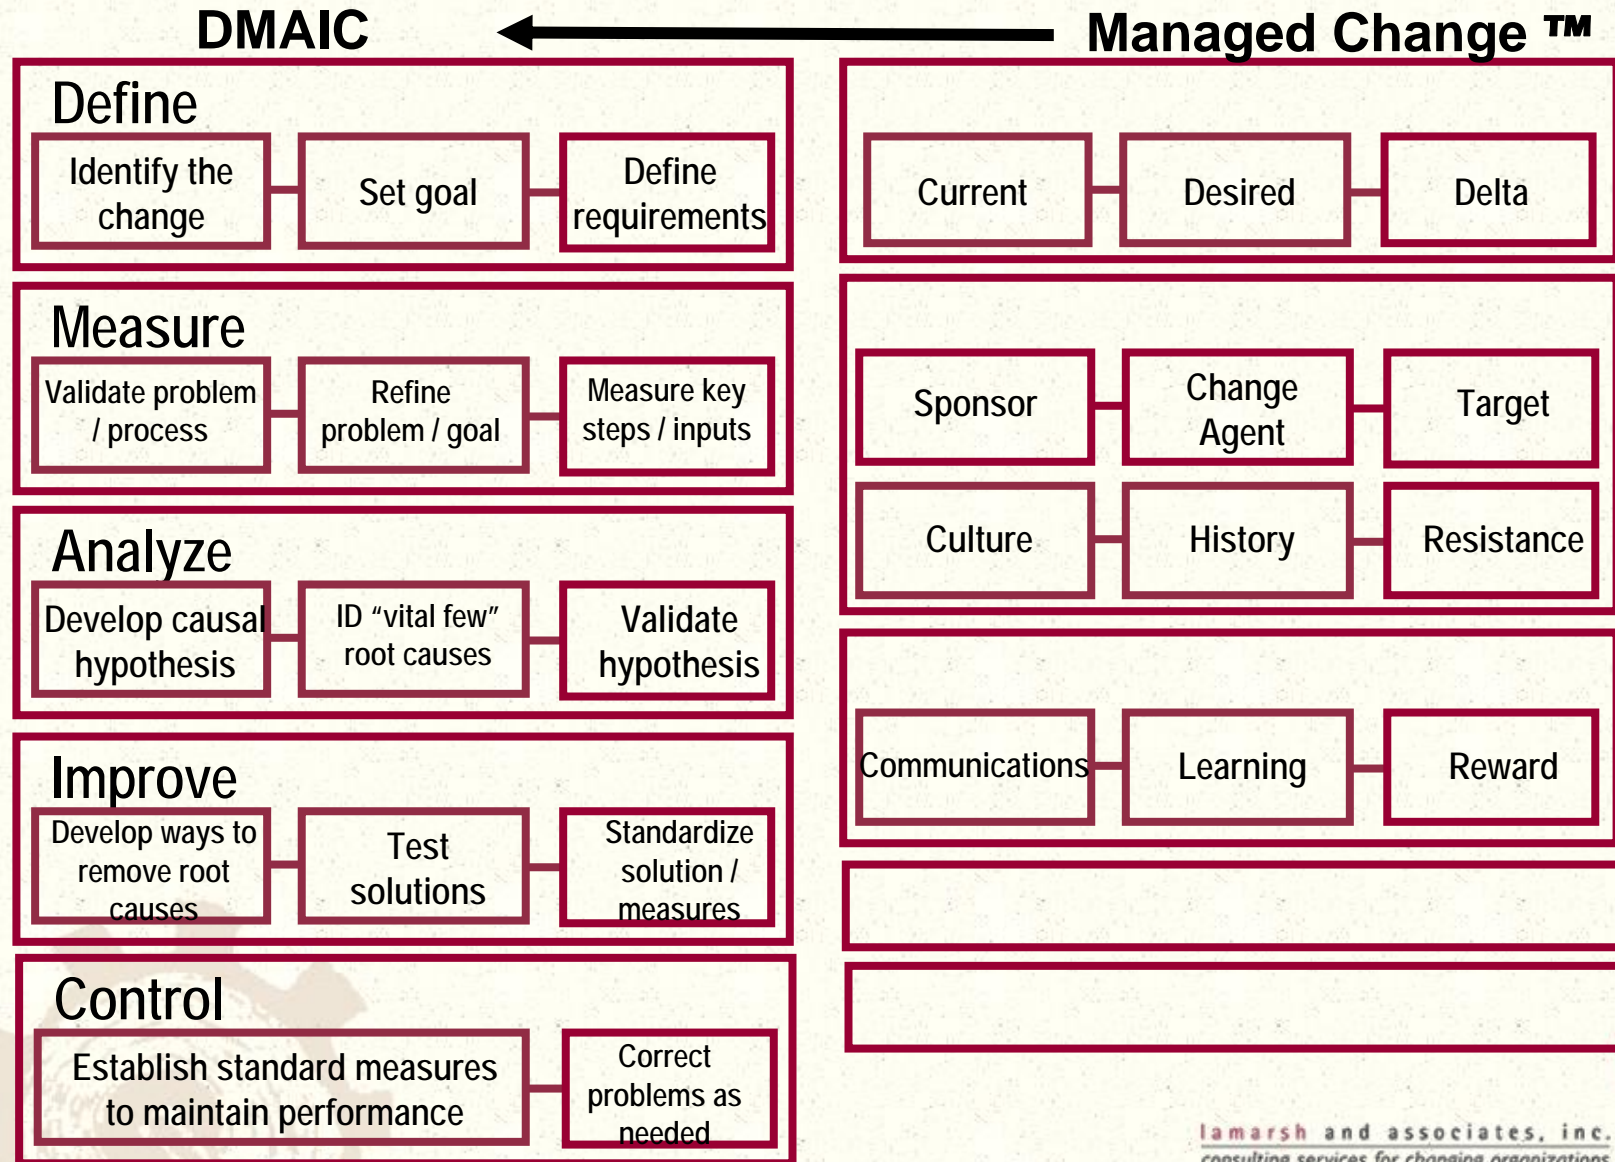 DMAIC
Managed Change ™
Define
Identify the
change
Set goal
Define
requirements
Measure
Validate problem
/ process
Refine
problem / goal
Measure key
steps / inputs
Analyze
Develop causal
hypothesis
ID “vital few”
root causes
Validate
hypothesis
Improve
Develop ways to
remove root
causes
Test
solutions
Standardize
solution /
measures
Control
Establish standard measures
to maintain performance
Correct
problems as
needed
Current
Desired
Delta
Sponsor
Change
Agent
Target
Culture
History
Resistance
Communications
Learning
Reward
lamarsh and associates, inc.
consulting services for changing organizations